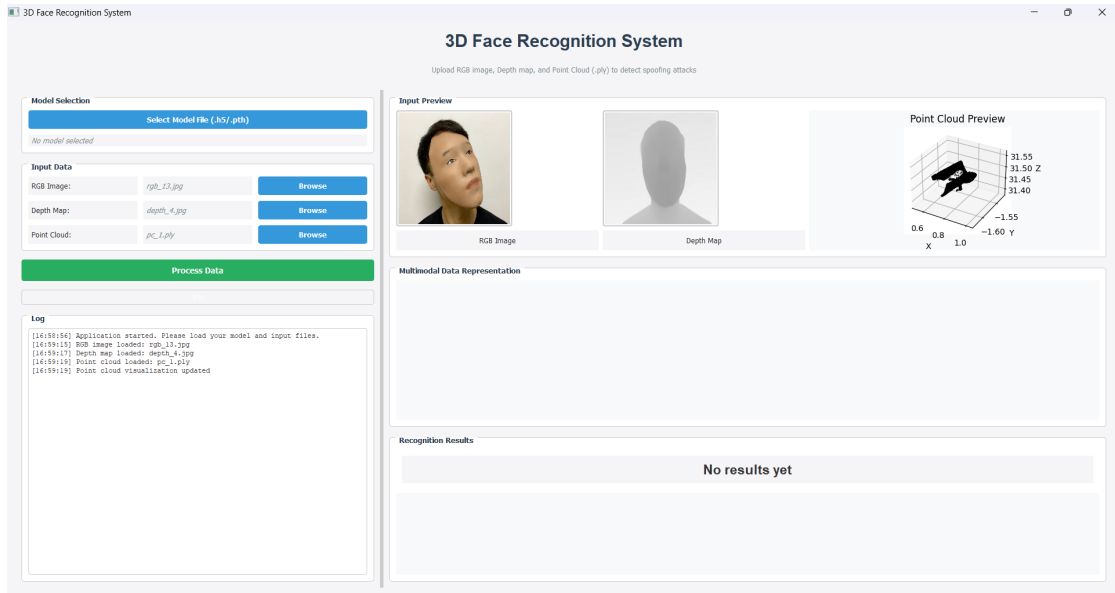 3D Face Recognition System
3D Face Recognition System
Upload RGB image, Depth map, and Point Cloud (.ply) to detect spoofing attacks
Model Selection
Select Model File (.h5/.pth)
No model selected
Input Data
RGB Image: rgb_13.jpg Browse
Depth Map: depth_4.jpg Browse
Point Cloud: pc_1.ply Browse
Process Data
Log
[16:58:56] Application started. Please load your model and input files.
[16:59:15] RGB image loaded: rgb_13.jpg
[16:59:17] Depth map loaded: depth_4.jpg
[16:59:19] Point cloud loaded: pc_1.ply
[16:59:19] Point cloud visualization updated
Input Preview
RGB Image
Depth Map
Point Cloud Preview
31.55
31.50 Z
31.45
31.40
−1.55
−1.60 Y
0.6
0.8
1.0
X
Multimodal Data Representation
Recognition Results
No results yet